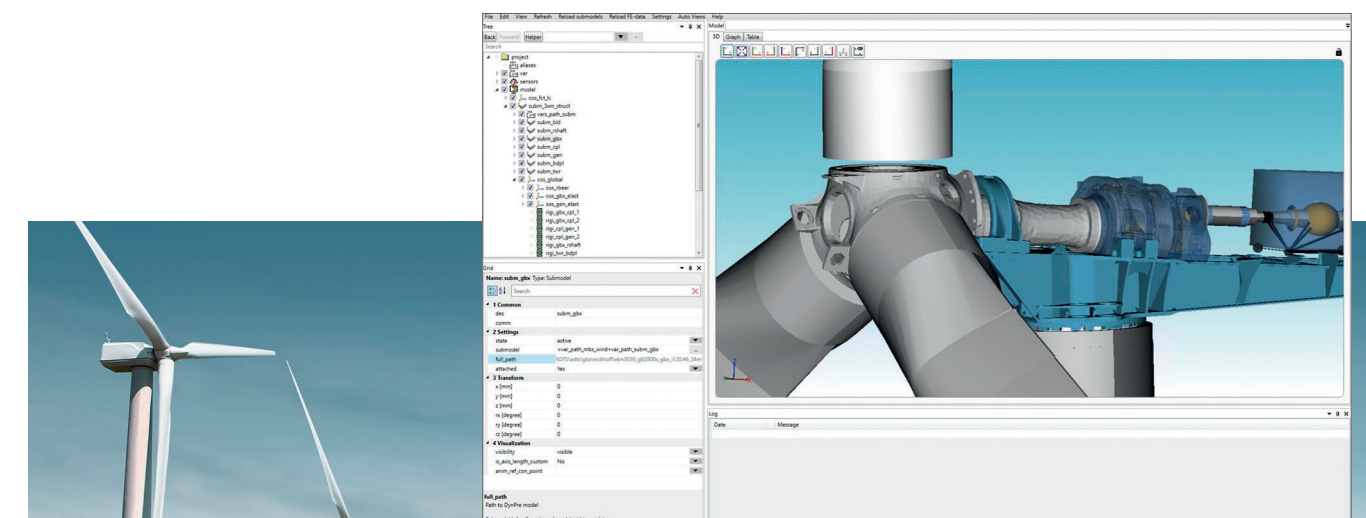 File Edit View Refresh Reload submodels Reload FE-data Settings Auto Views Help
Tree
Back Forward Helper
Search
project
aliases
var
sensors
model
cos_fct_lc
subm_3xm_struct
vars_path_subm
subm_bld
subm_rshaft
subm_gbx
subm_cpl
subm_gen
subm_bdpl
subm_twr
cos_global
cos_rbear
cos_gbx_elast
cos_gen_elast
rigi_gbx_cpl_1
rigi_gbx_cpl_2
rigi_cpl_gen_1
rigi_cpl_gen_2
rigi_gbx_rshaft
rigi_twr_bdpl
Grid
Name: subm_gbx Type: Submodel
Search
1 Common
des subm_gbx
comm
2 Settings
state active
submodel =var_path_mbs_wind+var_path_subm_gbx
full_path
attached Yes
3 Transform
x [mm] 0
y [mm] 0
z [mm] 0
rx [degree] 0
ry [degree] 0
rz [degree] 0
4 Visualization
visibility visible
is_axis_length_custom No
anim_ref_con_point
full_path
Path to DynPre model
Model
3D Graph Table
Log
Date Message